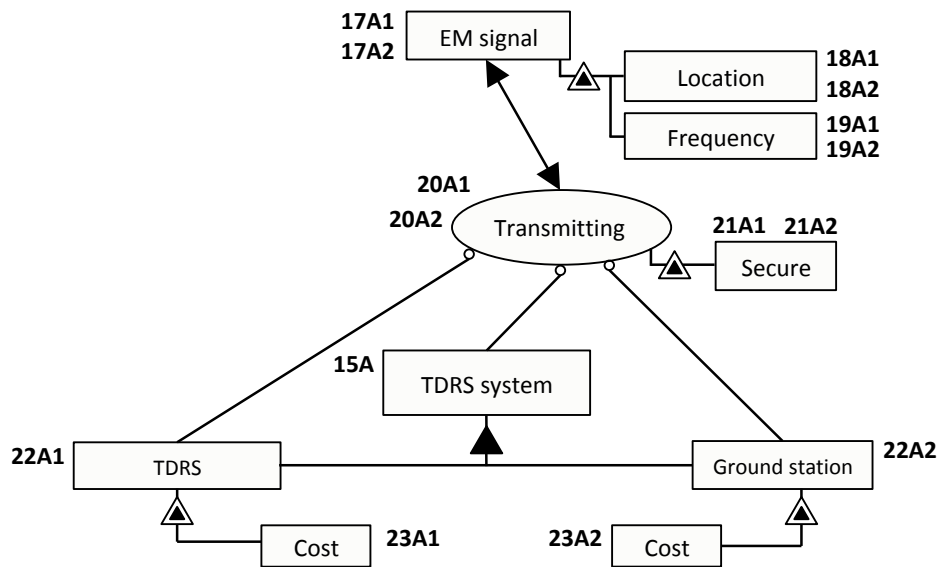 17A1
17A2
EM signal
18A1
18A2
Location
19A1
19A2
Frequency
20A1
20A2
Transmitting
21A1 21A2
Secure
15A
TDRS system
22A1
TDRS
Ground station
22A2
Cost
23A1
23A2
Cost